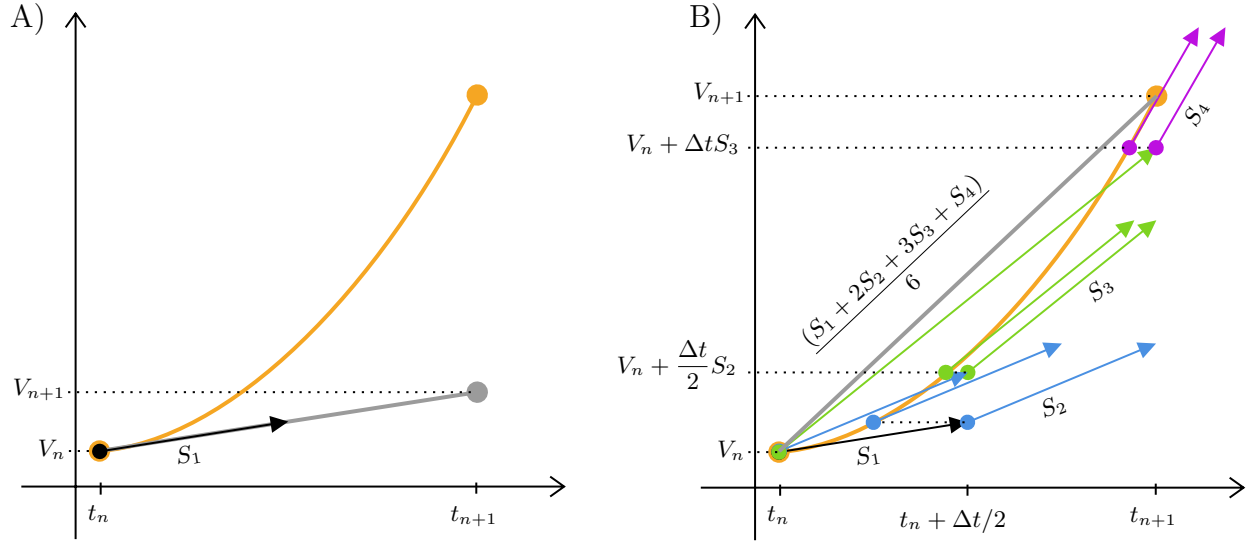 A)
V_{n+1}
V_n
S_1
t_n
t_{n+1}
B)
V_{n+1}
V_n + ΔtS_3
S_4
(S_1 + 2S_2 + 3S_3 + S_4)
6
S_3
V_n + \frac{Δt}{2}S_2
S_2
V_n
S_1
t_n
t_n + Δt/2
t_{n+1}